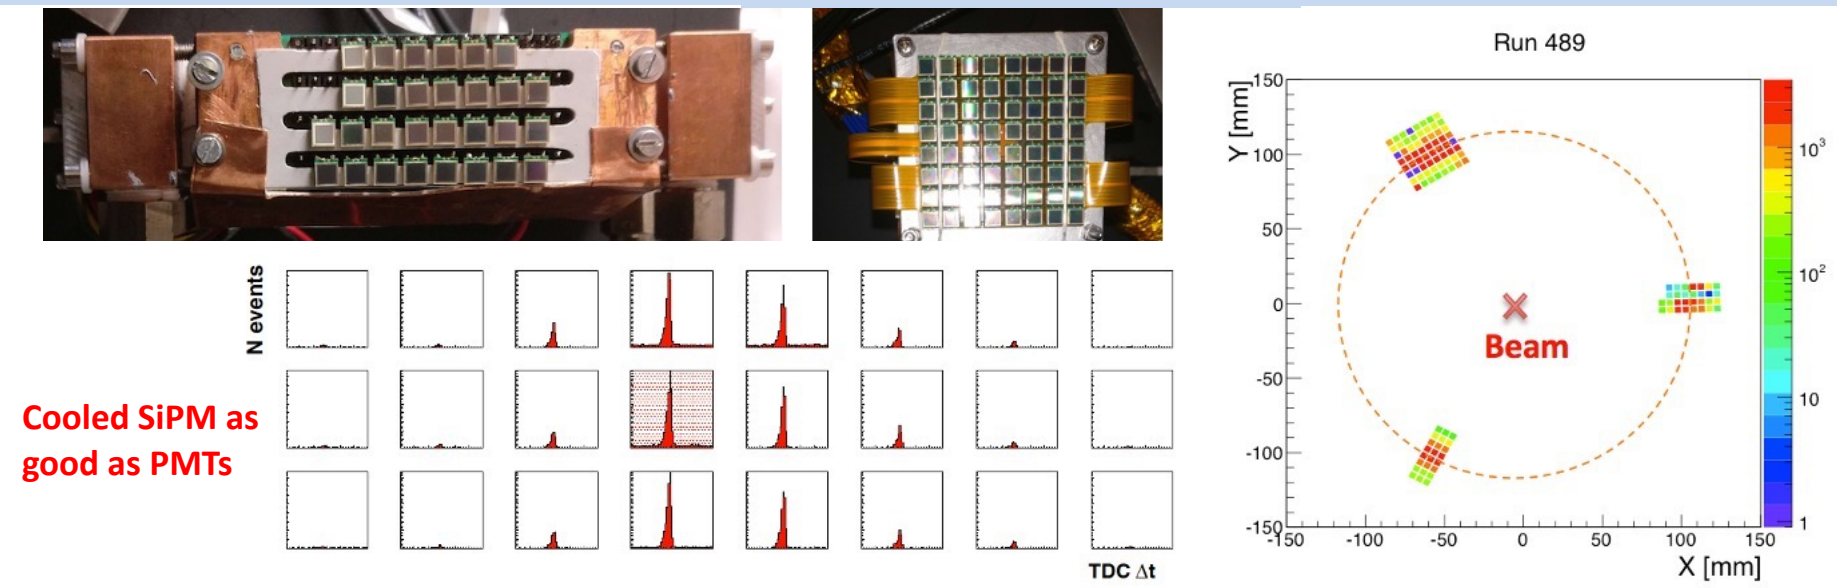 Run 489
Y [mm]
150
100
50
0
-50
-100
-150
-150
-100
-50
0
50
100
150
X [mm]
Beam
10³
10²
10
1
N events
TDC Δt
Cooled SiPM as
good as PMTs